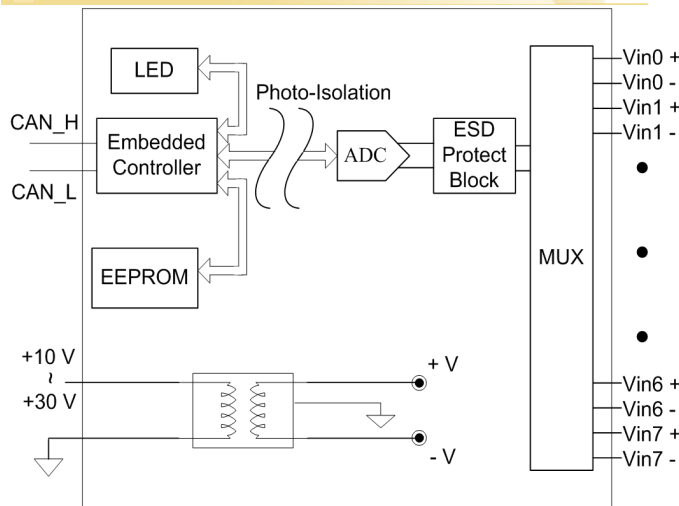 LED
Photo-Isolation
CAN_H
Embedded
Controller
CAN_L
ADC
ESD
Protect
Block
EEPROM
MUX
Vin0 +
Vin0 -
Vin1 +
Vin1 -
Vin6 +
Vin6 -
Vin7 +
Vin7 -
+10 V
~
+30 V
+ V
- V